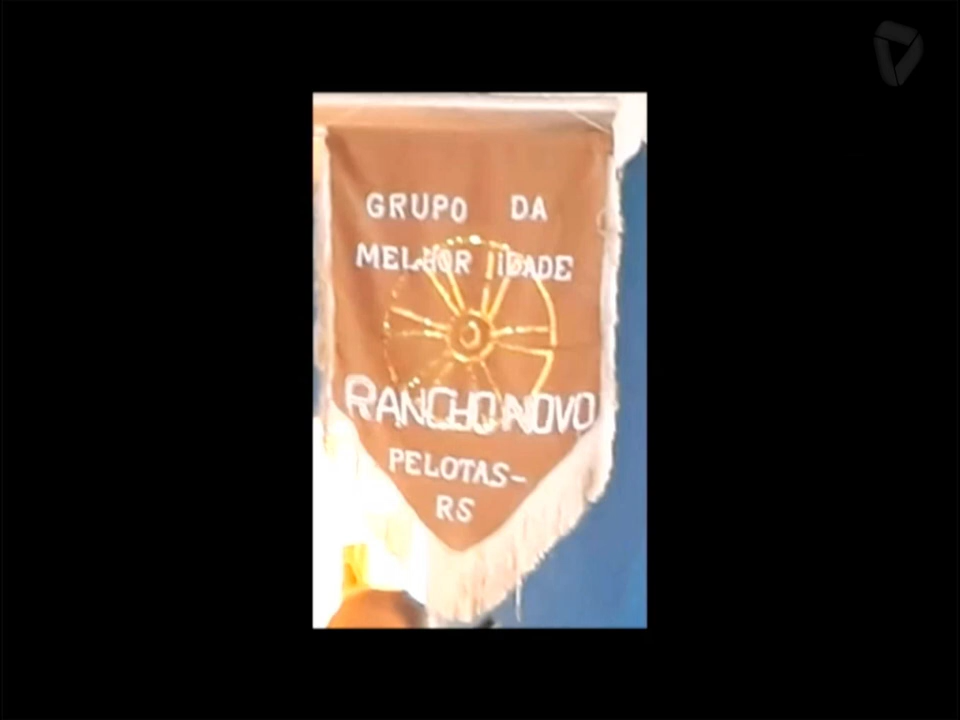 GRUPO DA
MELHOR IDADE
RANCHO NOVO
PELOTAS-
RS